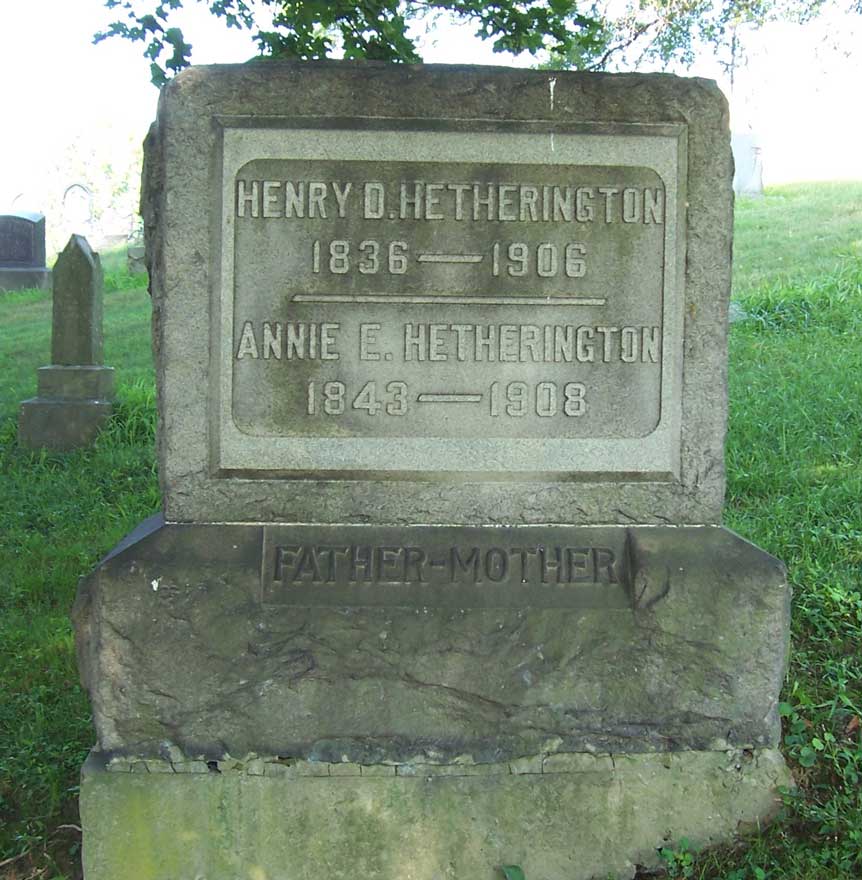 HENRY D. HETHERINGTON
1836 — 1906
ANNIE E. HETHERINGTON
1843 — 1908
FATHER-MOTHER